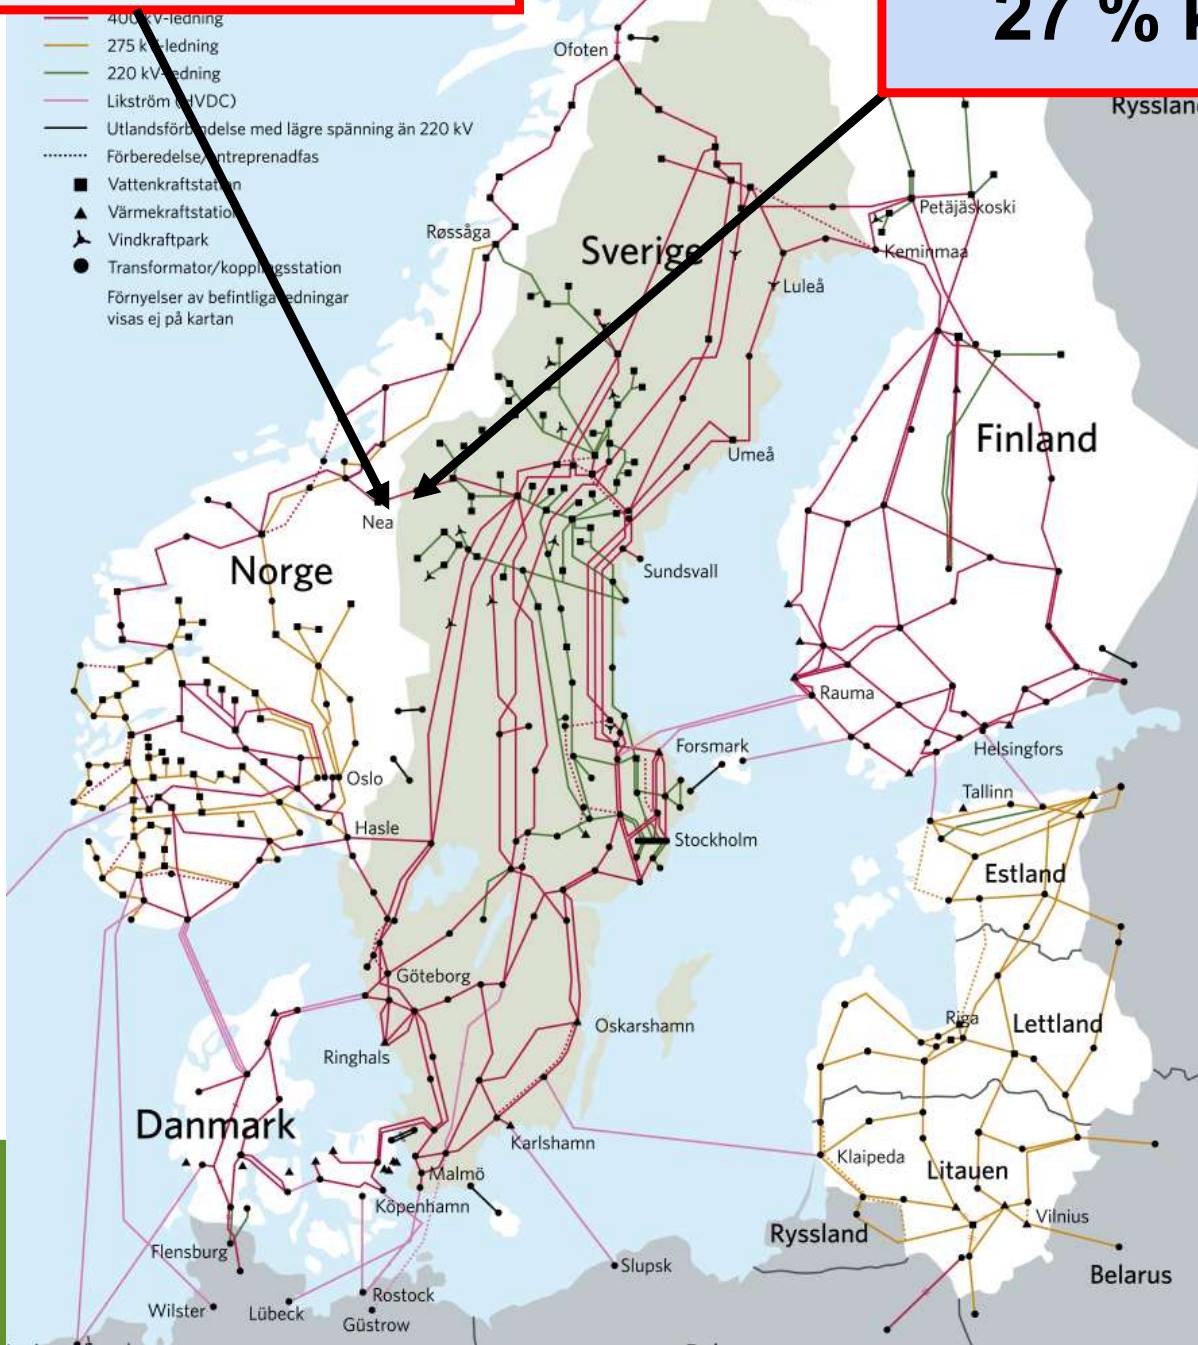 27 %
400 kV-ledning
275 kV-ledning
220 kV-ledning
Likström (HVDC)
Utlandsförbindelse med lägre spänning än 220 kV
Förberedelse/entreprenadfas
Vattenkraftstation
Värmekraftstation
Vindkraftpark
Transformator/kopplingsstation
Förnyelser av befintliga ledningar
visas ej på kartan
Ofoten
Ryssland
Petäjäskoski
Røssåga
Sverige
Keminmaa
Luleå
Finland
Umeå
Nea
Norge
Sundsvall
Rauma
Forsmark
Helsingfors
Oslo
Tallinn
Hasle
Stockholm
Estland
Göteborg
Riga
Lettland
Oskarshamn
Ringhals
Danmark
Karlshamn
Klaipeda
Litauen
Malmö
Köpenhamn
Vilnius
Ryssland
Flensburg
Slupsk
Belarus
Rostock
Wilster
Lübeck
Güstrow